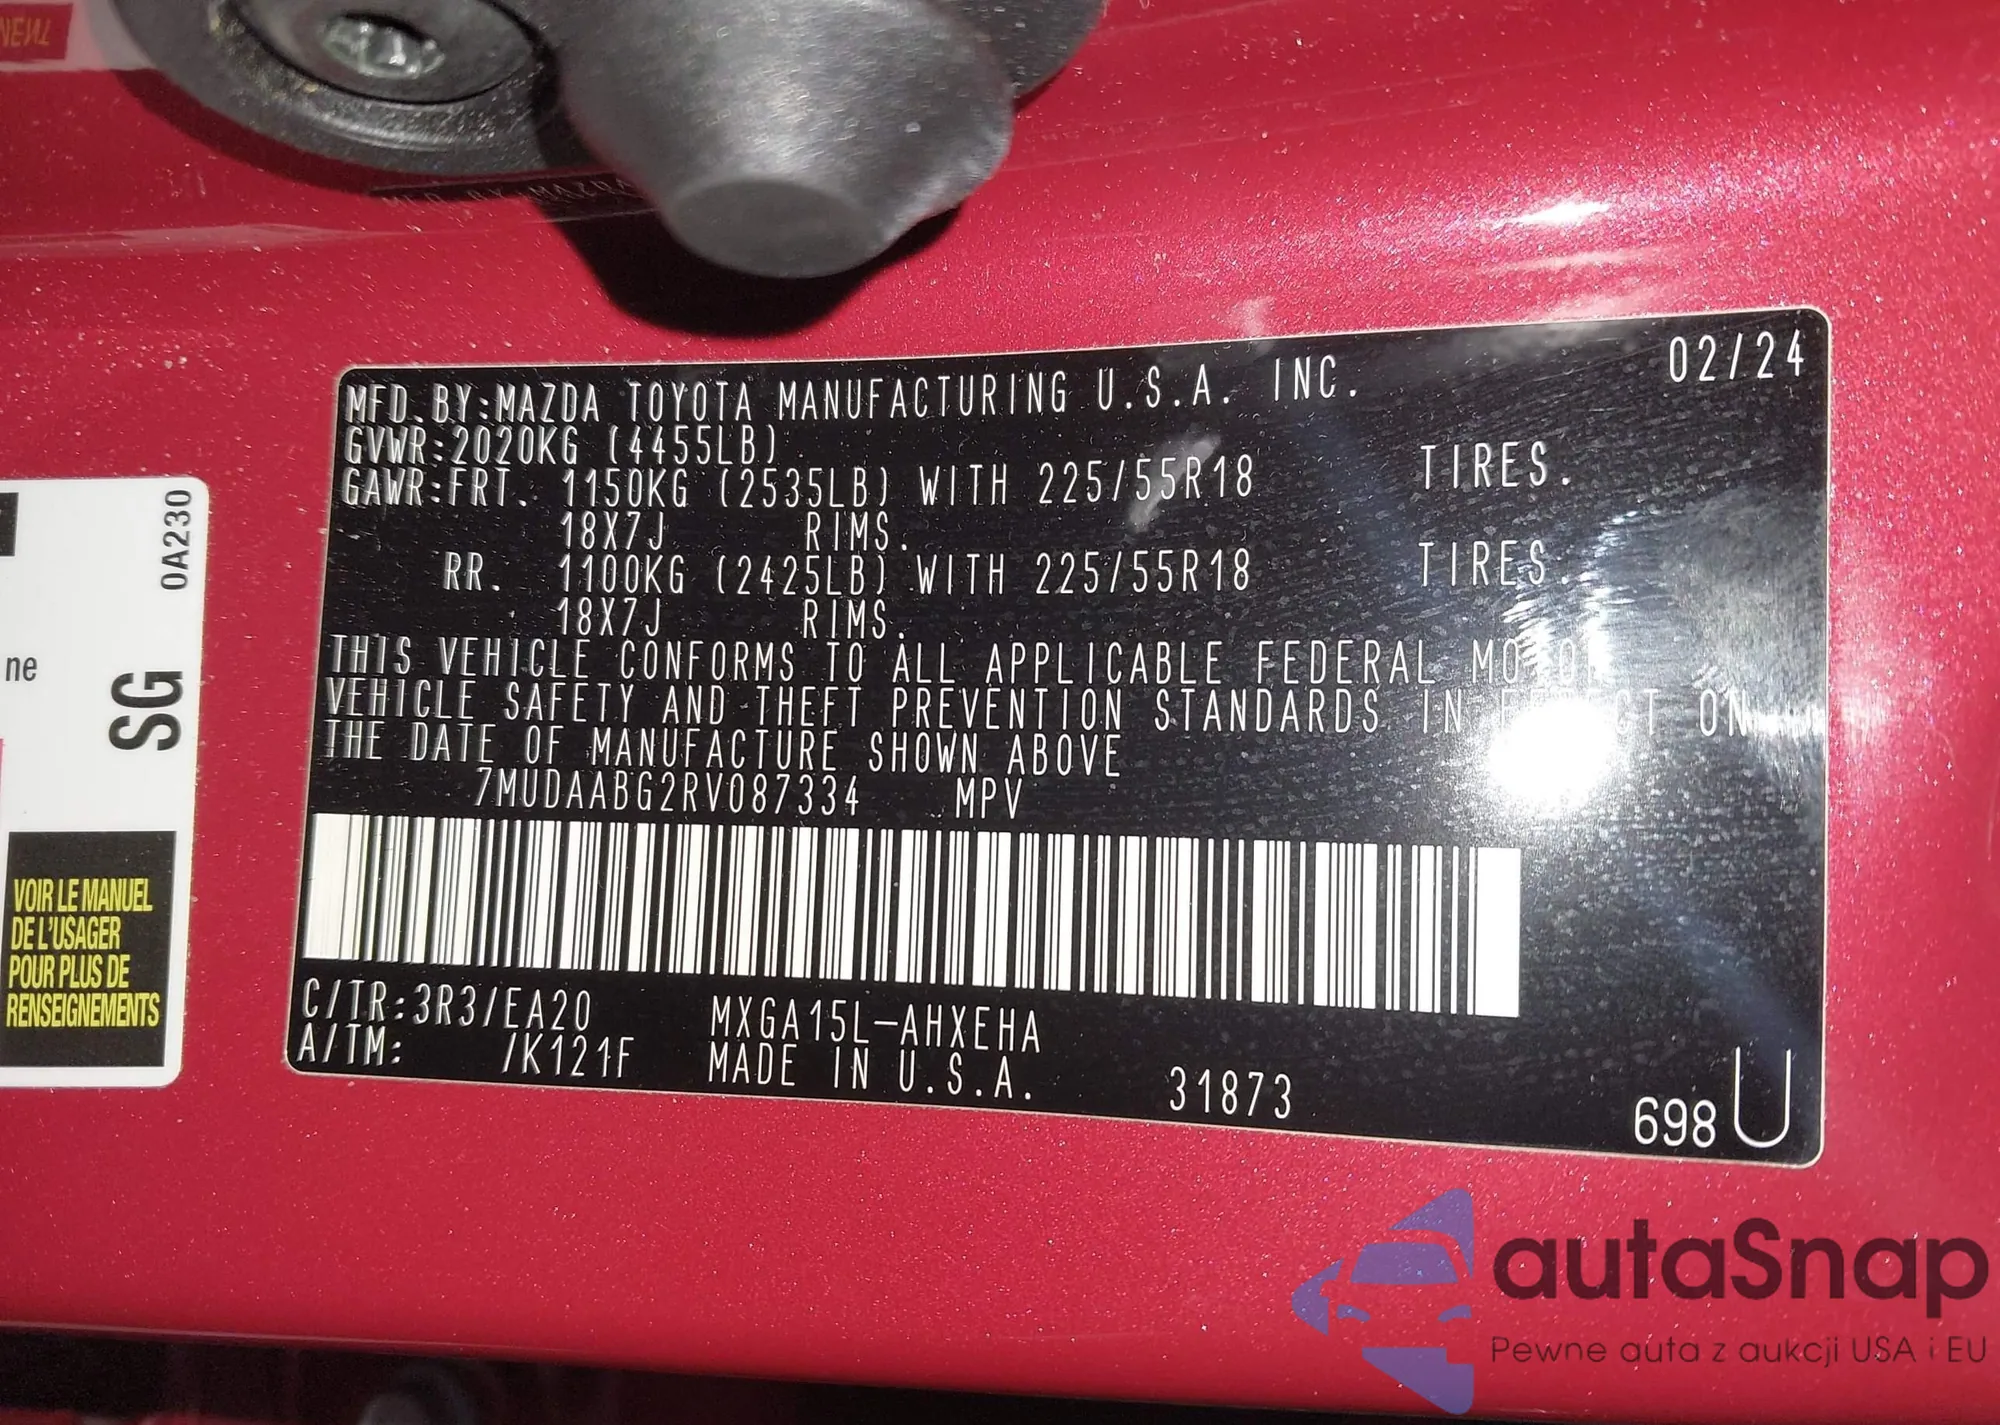 MFD.BY:MAZDA TOYOTA MANUFACTURING U.S.A. INC. 02/24
GVWR:2020KG (4455LB)
GAWR:FRT. 1150KG (2535LB) WITH 225/55R18 TIRES.
18X7J RIMS.
RR. 1100KG (2425LB) WITH 225/55R18 TIRES.
18X7J RIMS.
THIS VEHICLE CONFORMS TO ALL APPLICABLE FEDERAL MOTOR
VEHICLE SAFETY AND THEFT PREVENTION STANDARDS IN EFFECT ON
THE DATE OF MANUFACTURE SHOWN ABOVE
7MUDAABG2RV087334 MPV
C/TR:3R3/EA20 MXGA15L-AHXEHA
A/TM: /K121F MADE IN U.S.A. 31873
698 U
0A230
ne
SG
VOIR LE MANUEL
DE L'USAGER
POUR PLUS DE
RENSEIGNEMENTS
autaSnap
Pewne auta z aukcji USA i EU